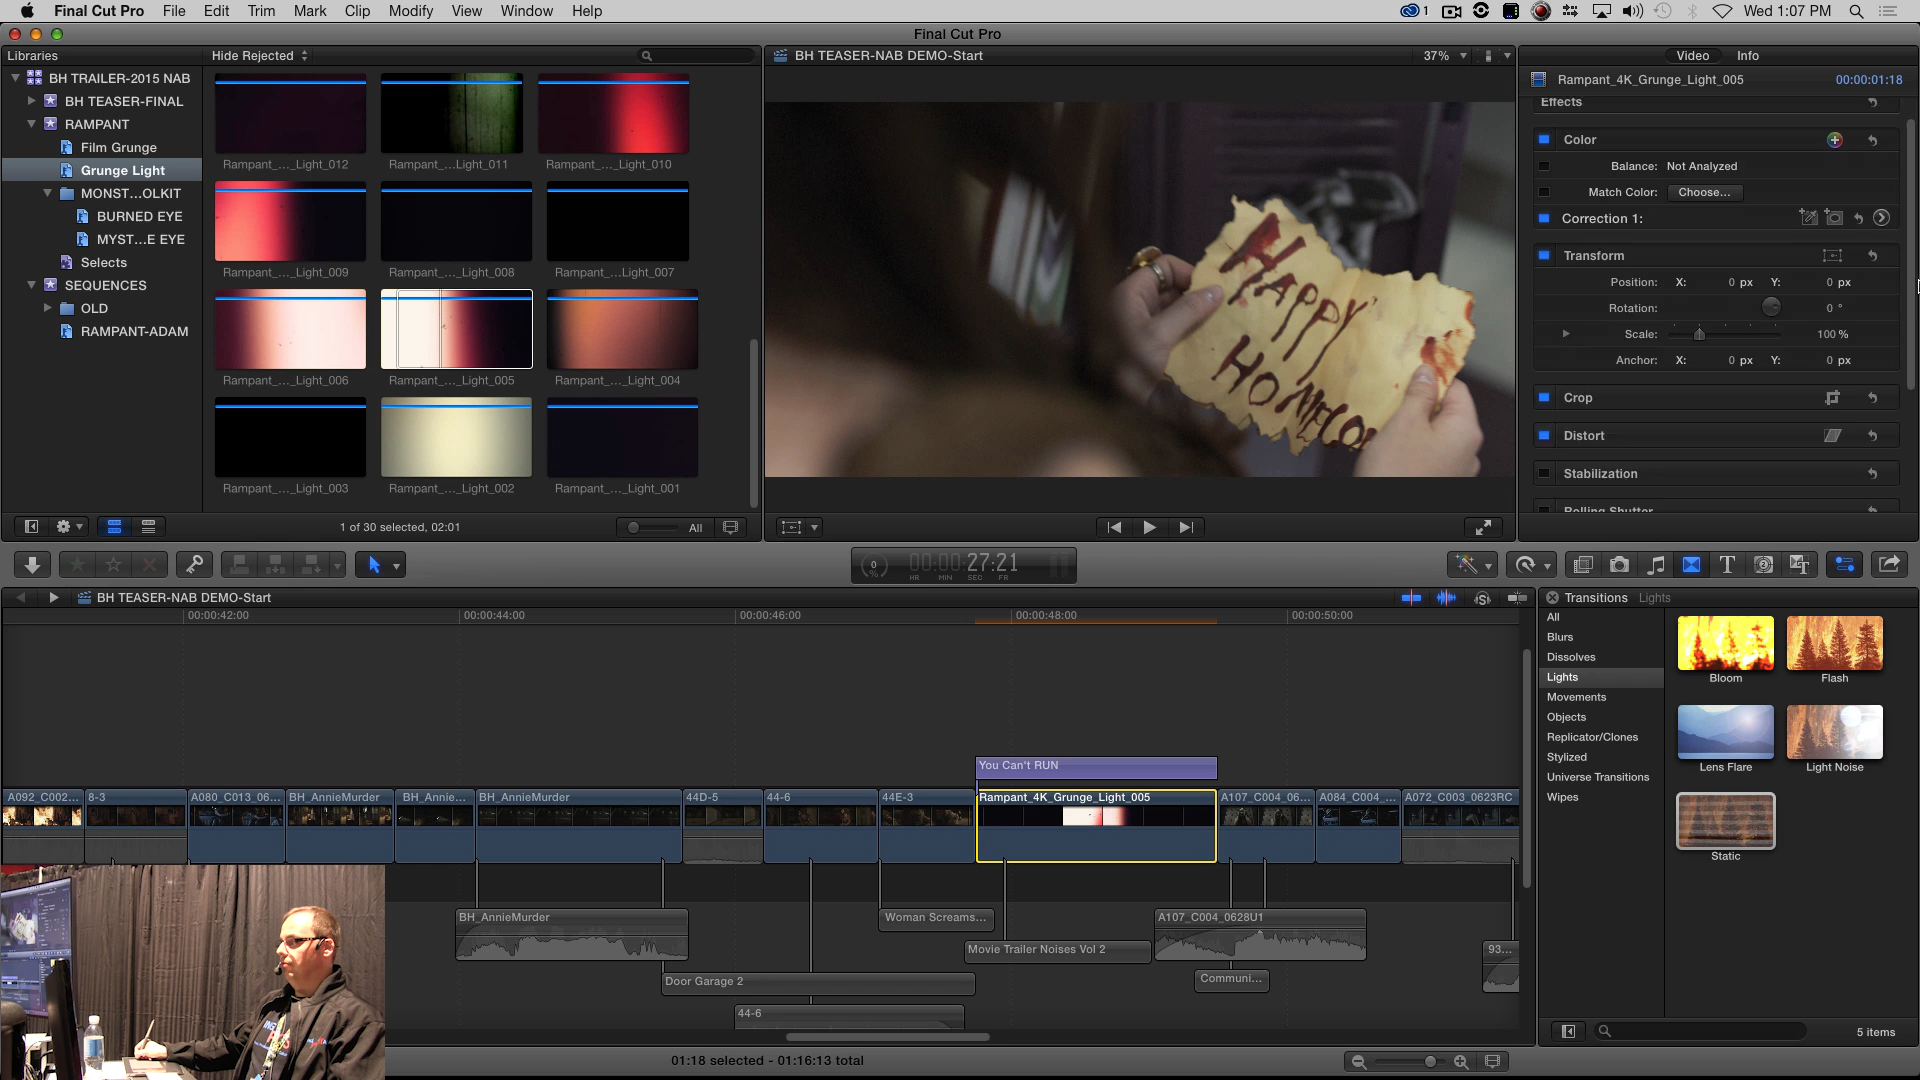 Final Cut Pro File Edit Trim Mark Clip Modify View Window Help
1 Wed 1:07 PM
Final Cut Pro
Libraries
Hide Rejected
BH TRAILER-2015 NAB
BH TEASER-FINAL
RAMPANT
Film Grunge
Grunge Light
MONST...OLKIT
BURNED EYE
MYST...E EYE
Selects
SEQUENCES
OLD
RAMPANT-ADAM
Rampant_..._Light_012 Rampant_...Light_011 Rampant_..._Light_010
Rampant_..._Light_009 Rampant_..._Light_008 Rampant_...Light_007
Rampant_..._Light_006 Rampant_..._Light_005 Rampant_..._Light_004
Rampant_..._Light_003 Rampant_..._Light_002 Rampant_..._Light_001
1 of 30 selected, 02:01
All
BH TEASER-NAB DEMO-Start
37%
HAPPY
Video Info
Rampant_4K_Grunge_Light_005 00:00:01:18
Effects
Color
Balance: Not Analyzed
Match Color: Choose...
Correction 1:
Transform
Position: X: 0 px Y: 0 px
Rotation: 0 °
Scale: 100 %
Anchor: X: 0 px Y: 0 px
Crop
Distort
Stabilization
Rolling Shutter
0
%
00:00:27:21
HR MIN SEC FR
BH TEASER-NAB DEMO-Start
00:00:42:00 00:00:44:00 00:00:46:00 00:00:48:00 00:00:50:00
You Can't RUN
A092_C002... 8-3 A080_C013_06... BH_AnnieMurder BH_Annie... BH_AnnieMurder 44D-5 44-6 44E-3 Rampant_4K_Grunge_Light_005 A107_C004_06... A084_C004_... A072_C003_0623RC
BH_AnnieMurder Woman Screams... A107_C004_0628U1
Movie Trailer Noises Vol 2 93...
Door Garage 2 Communi...
44-6
01:18 selected - 01:16:13 total
Transitions Lights
All
Blurs
Dissolves
Lights
Movements
Objects
Replicator/Clones
Stylized
Universe Transitions
Wipes
Bloom Flash
Lens Flare Light Noise
Static
5 items